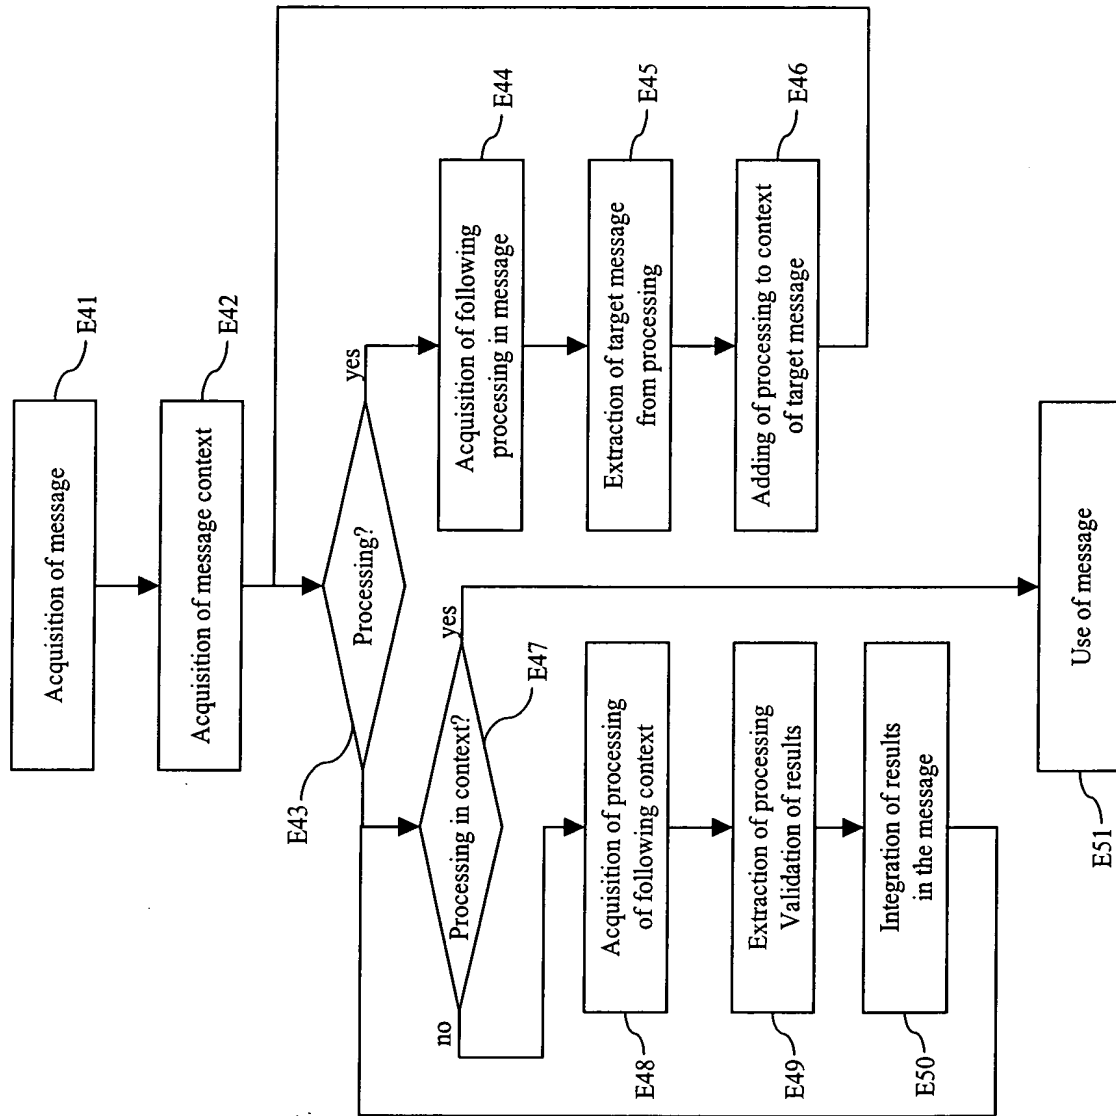 Acquisition of message
E41
Acquisition of message context
E42
Processing?
E43
yes
Acquisition of following
processing in message
E44
Extraction of target message
from processing
E45
Adding of processing to context
of target message
E46
Processing in context?
E47
yes
no
Acquisition of processing
of following context
E48
Extraction of processing
Validation of results
E49
Integration of results
in the message
E50
Use of message
E51